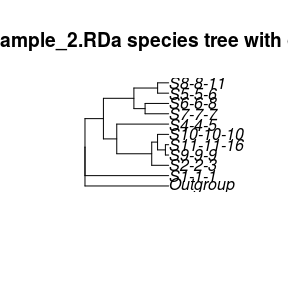 ample_2.RDa species tree with
S8-8-11
S5-5-6
S6-6-8
S7-7-7
S4-4-5
S10-10-10
S11-11-16
S9-9-9
S2-2-3
S1-1-1
Outgroup